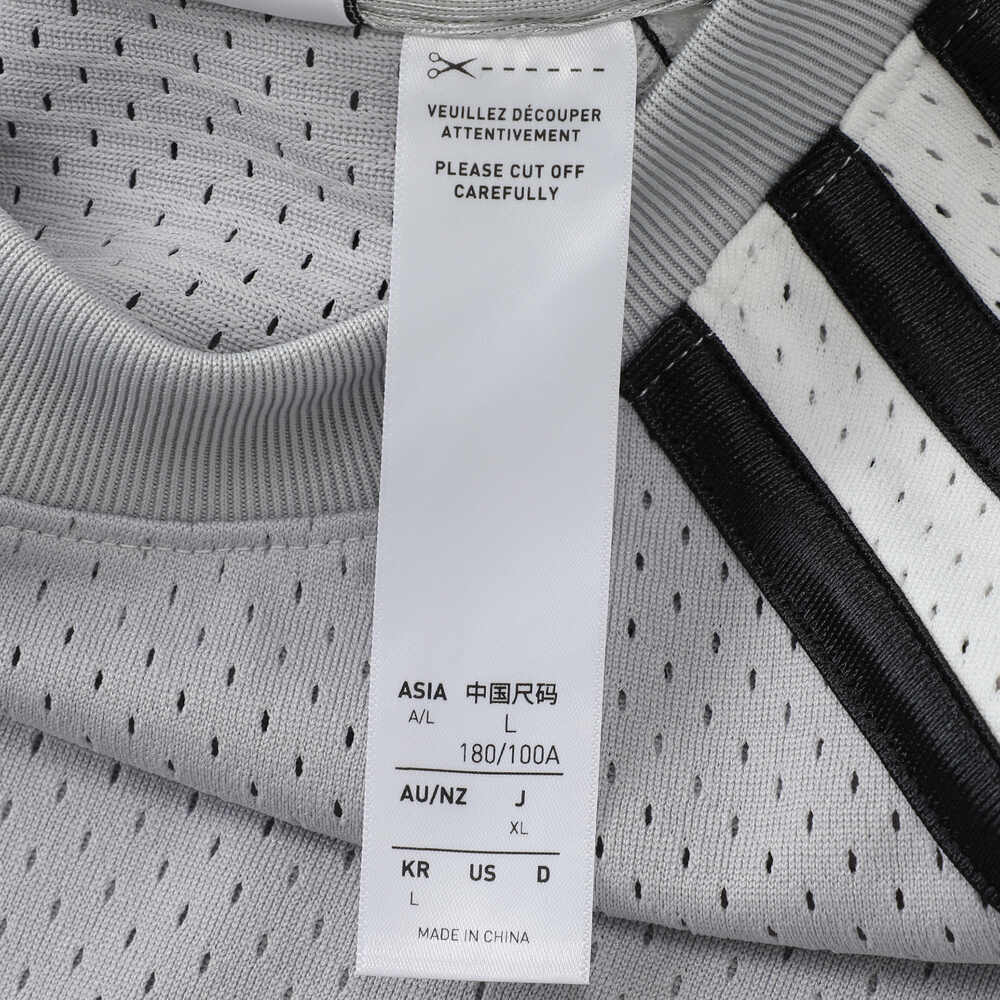 VEUILLEZ DÉCOUPER
ATTENTIVEMENT
PLEASE CUT OFF
CAREFULLY
ASIA 中国尺码
A/L L
180/100A
AU/NZ J
XL
KR US D
L
MADE IN CHINA